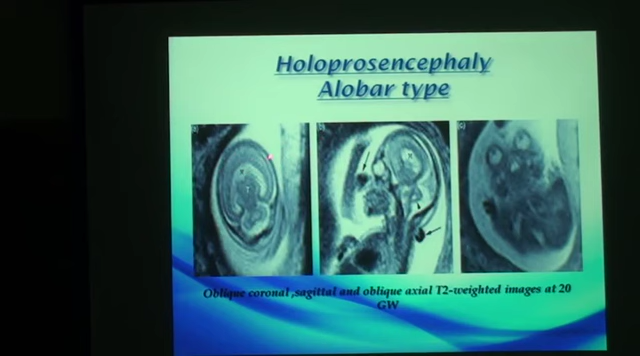 Holoprosencephaly
Alobar type
Oblique coronal ,sagittal and oblique axial T2-weighted images at 20
GW